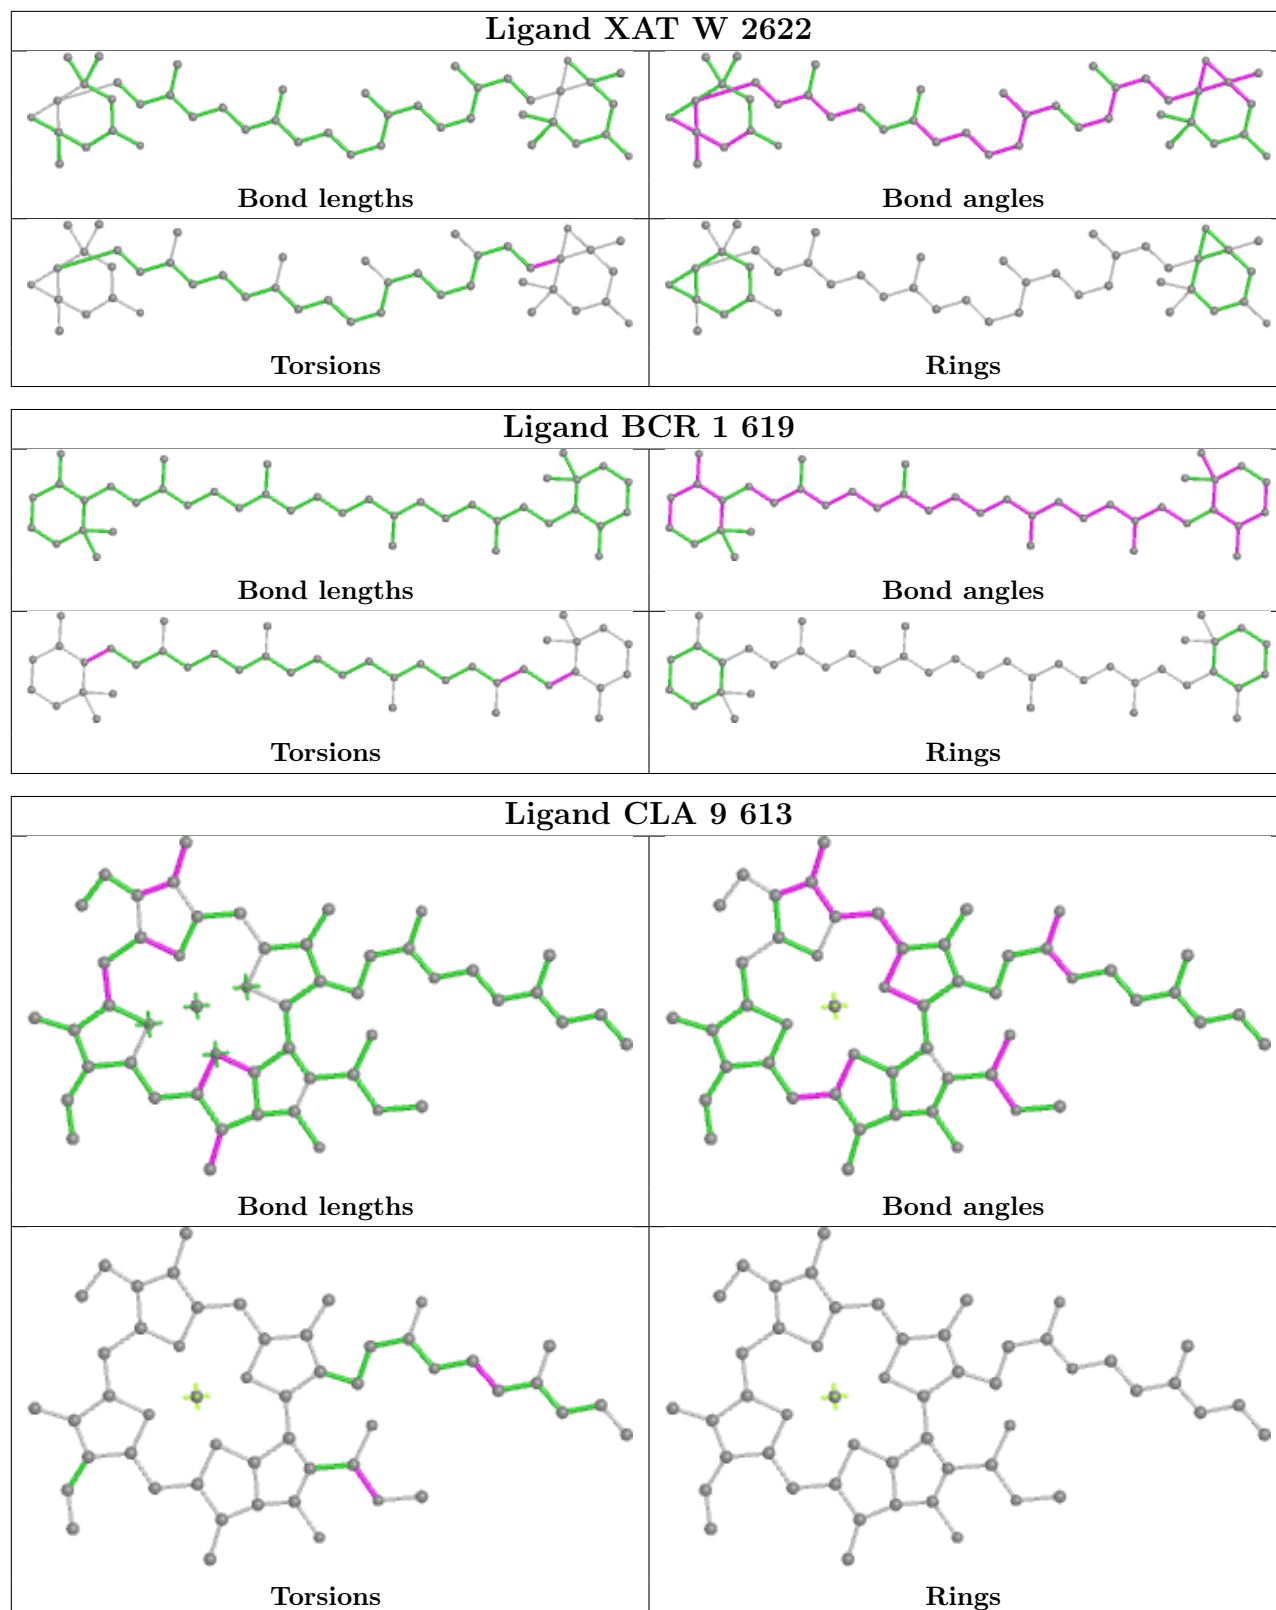 Ligand XAT W 2622
Bond lengths
Bond angles
Torsions
Rings
Ligand BCR 1 619
Bond lengths
Bond angles
Torsions
Rings
Ligand CLA 9 613
Bond lengths
Bond angles
Torsions
Rings